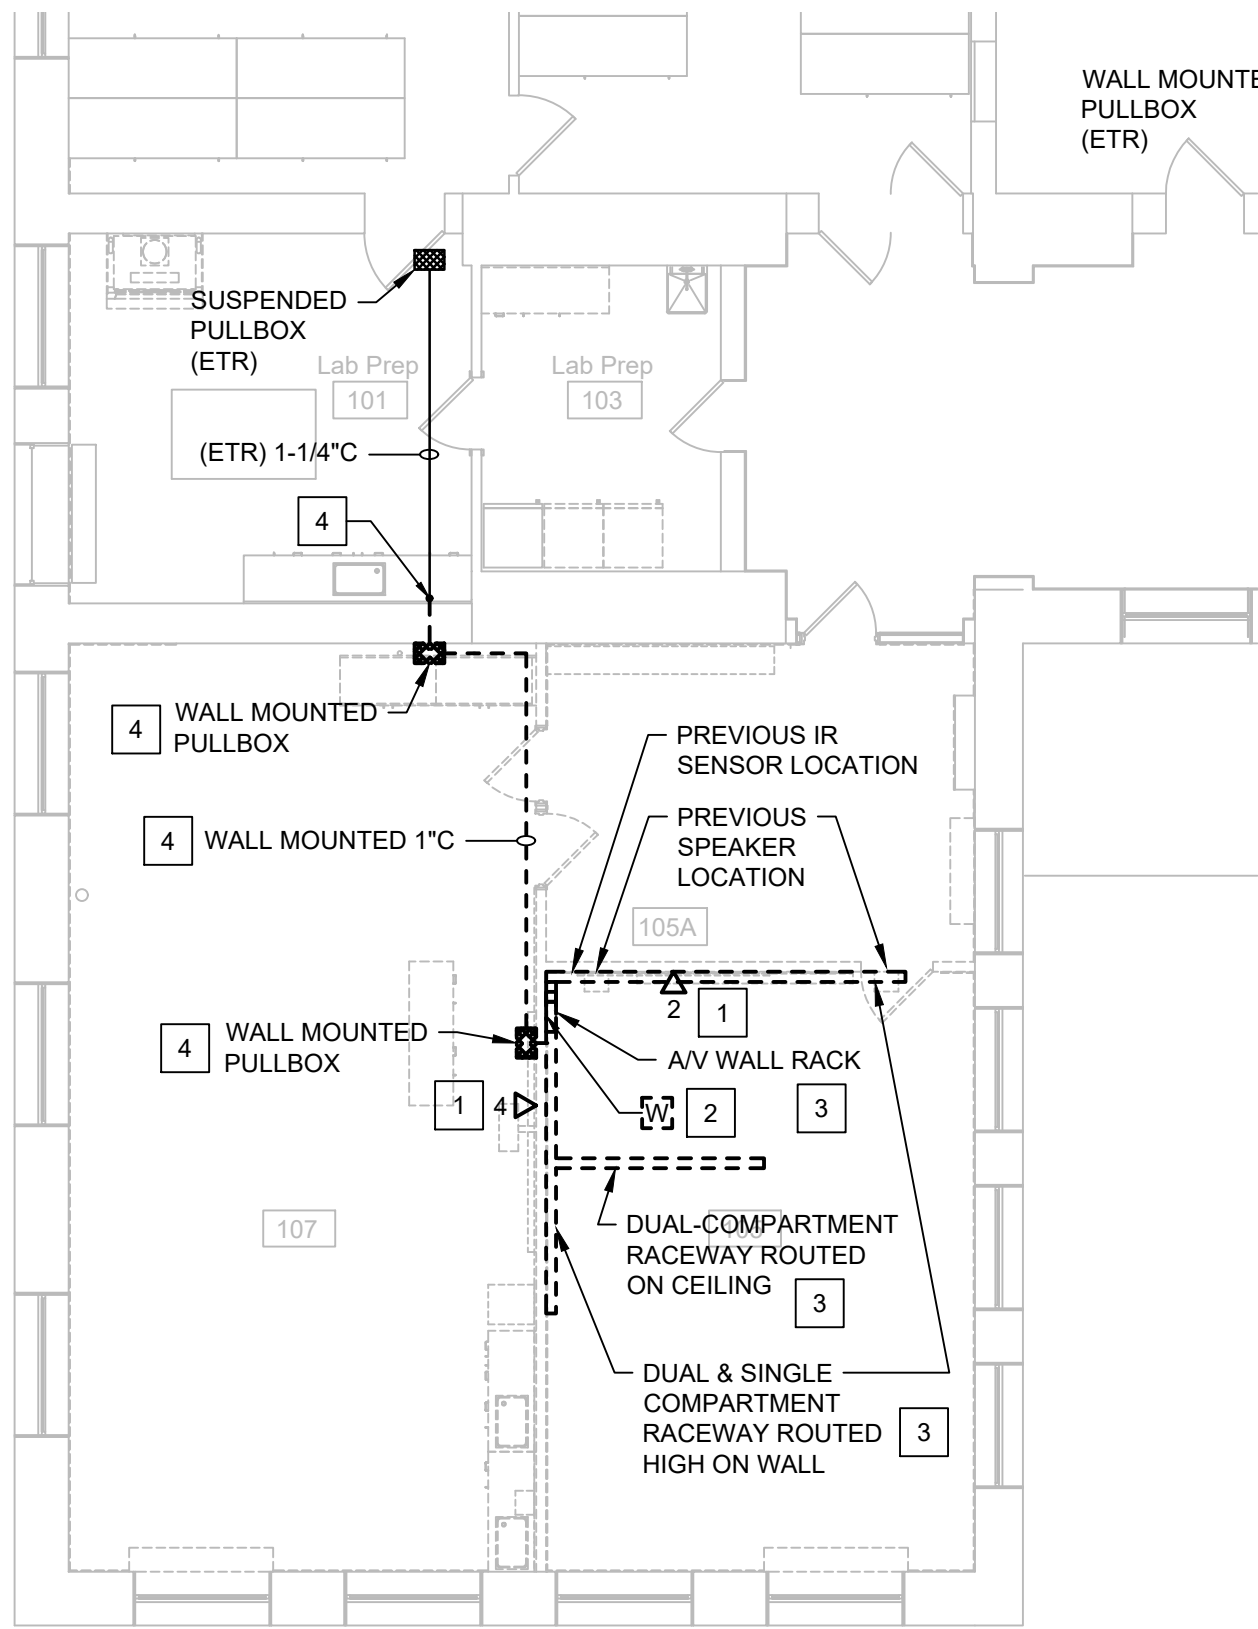 WALL MOUNTE
PULLBOX
(ETR)
SUSPENDED
PULLBOX
(ETR)
Lab Prep
101
Lab Prep
103
(ETR) 1-1/4"C
4
4
WALL MOUNTED
PULLBOX
PREVIOUS IR
SENSOR LOCATION
4
WALL MOUNTED 1"C
PREVIOUS
SPEAKER
LOCATION
105A
2
1
4
WALL MOUNTED
PULLBOX
A/V WALL RACK
1
4
W
2
3
107
DUAL-COMPARTMENT
RACEWAY ROUTED
ON CEILING
3
DUAL & SINGLE
COMPARTMENT
RACEWAY ROUTED
HIGH ON WALL
3